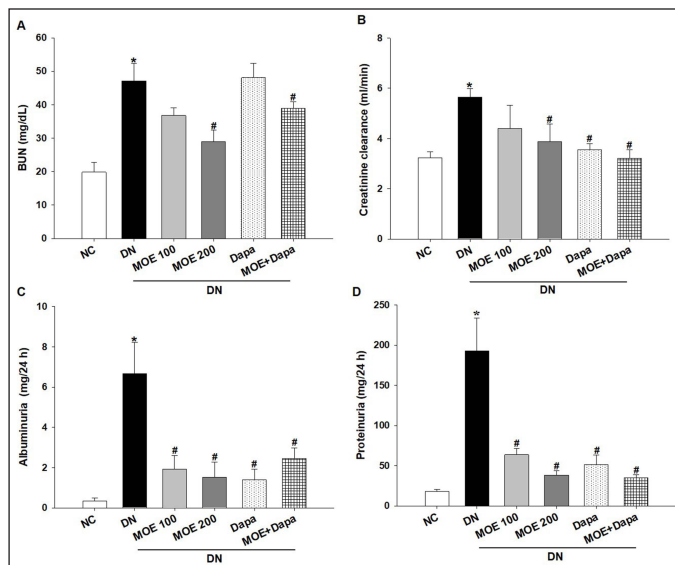 A
BUN (mg/dL)
60
50
40
30
20
10
0
*
#
#
NC
DN
MOE 100
MOE 200
Dapa
MOE+Dapa
DN
B
Creatinine clearance (ml/min)
8
6
4
2
0
*
#
#
#
NC
DN
MOE 100
MOE 200
Dapa
MOE+Dapa
DN
C
Albuminuria (mg/24 h)
10
8
6
4
2
0
*
#
#
#
#
NC
DN
MOE 100
MOE 200
Dapa
MOE+Dapa
DN
D
Proteinuria (mg/24 h)
250
200
150
100
50
0
*
#
#
#
#
NC
DN
MOE 100
MOE 200
Dapa
MOE+Dapa
DN